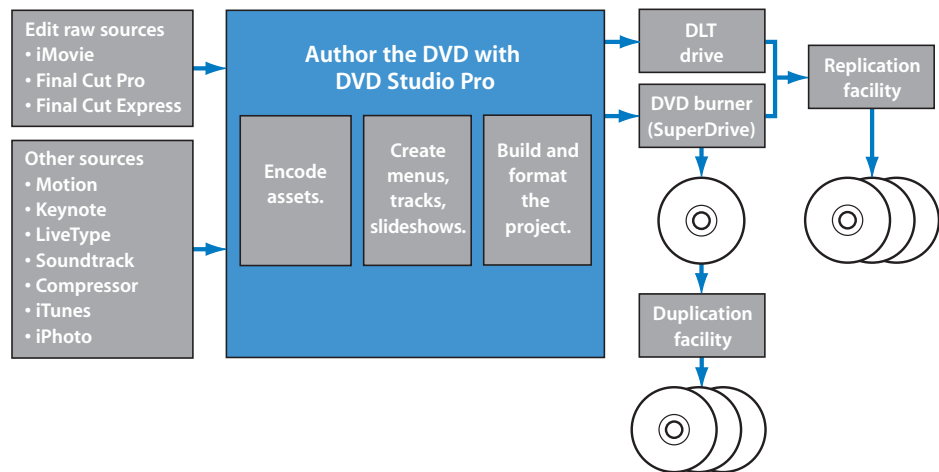 Edit raw sources
• iMovie
• Final Cut Pro
• Final Cut Express
Other sources
• Motion
• Keynote
• LiveType
• Soundtrack
• Compressor
• iTunes
• iPhoto
Author the DVD with
DVD Studio Pro
Encode
assets.
Create
menus,
tracks,
slideshows.
Build and
format
the
project.
DLT
drive
DVD burner
(SuperDrive)
Replication
facility
Duplication
facility